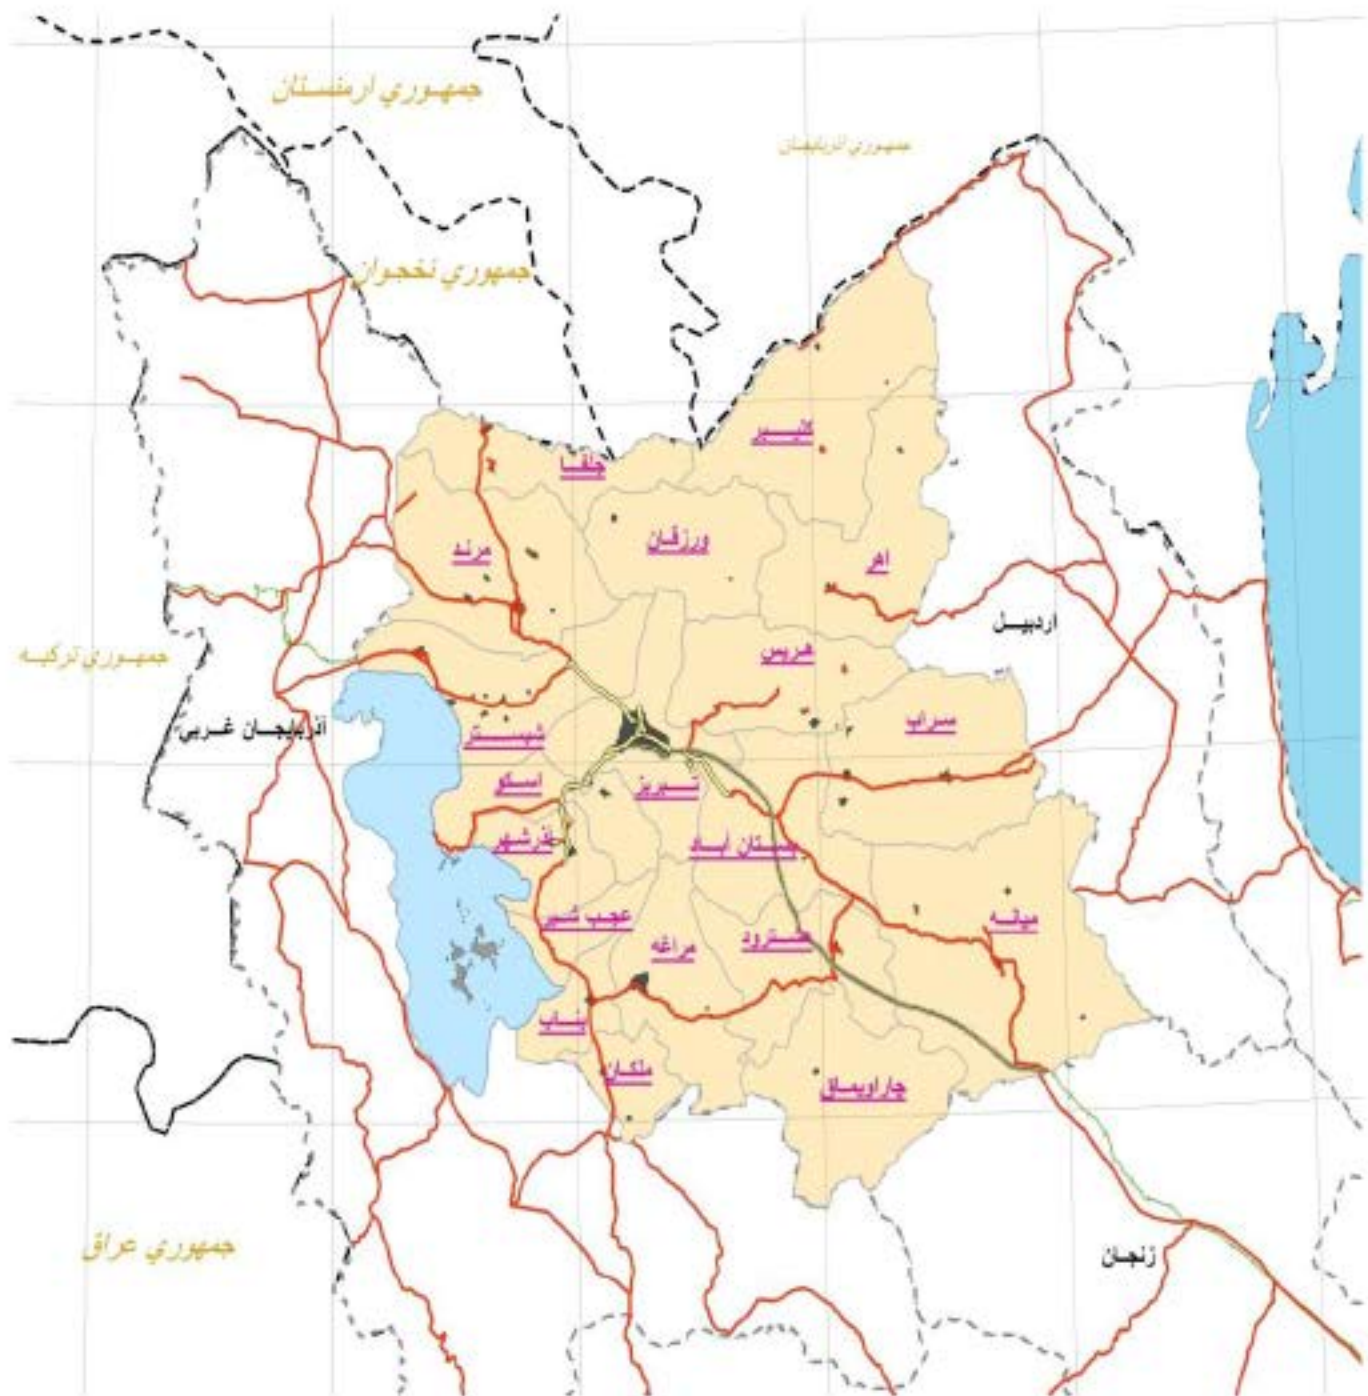 جمهوري ارمنستان
جمهوري آذربايجان
جمهوري نخجوان
كليبر
جلفا
ورزقان
مرند
اهر
اردبيل
هريس
جمهوري تركيه
سراب
آذربايجان غربي
شبستر
اسكو
تبريز
آذرشهر
بستان آباد
عجب شير
ميانه
هشترود
مراغه
بناب
ملكان
چاراويماق
جمهوري عراق
زنجان